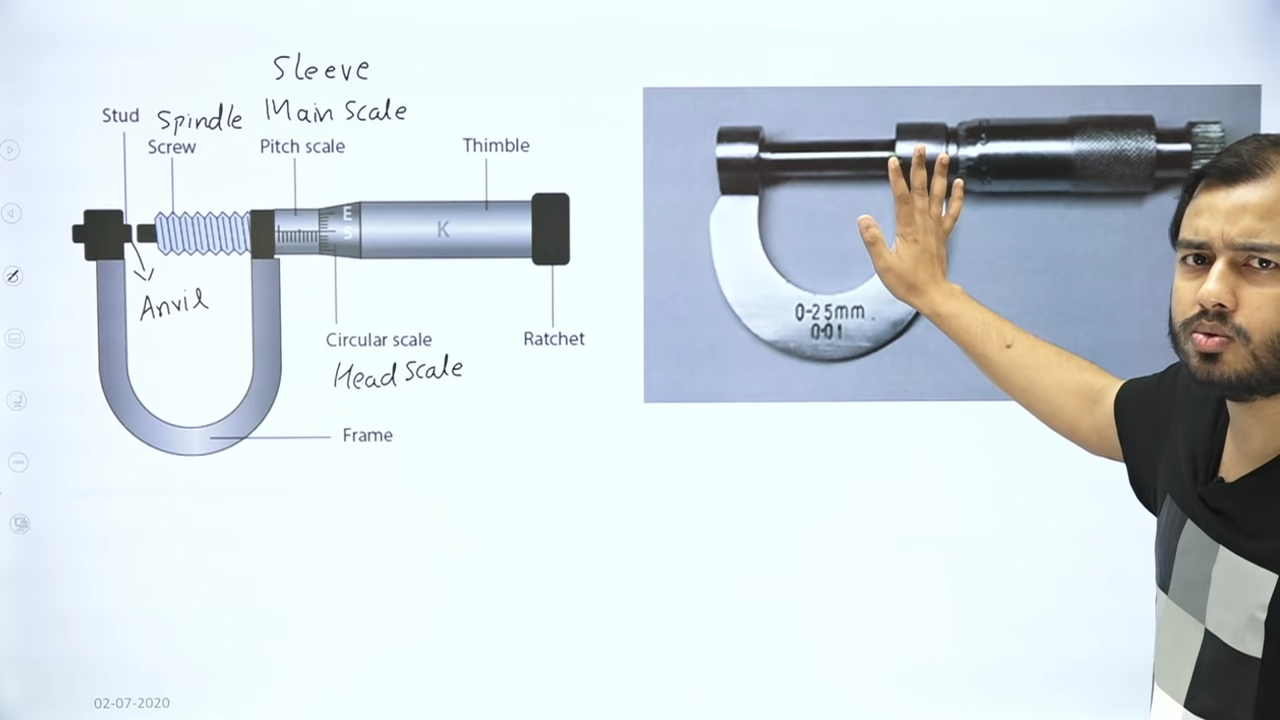 Sleeve
Stud Spindle Main Scale
Screw Pitch scale Thimble
E
S K
Anvil
Circular scale Ratchet
Head Scale
Frame
0-25mm
0·01
02-07-2020